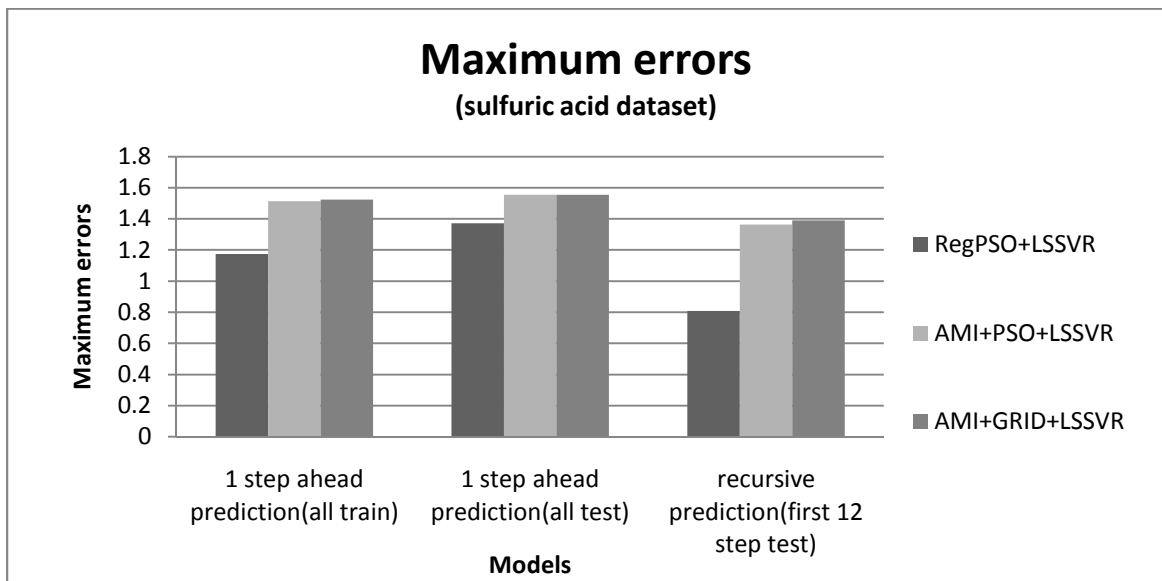 Maximum errors
(sulfuric acid dataset)
Maximum errors
1.8
1.6
1.4
1.2
1
0.8
0.6
0.4
0.2
0
1 step ahead
prediction(all train)
1 step ahead
prediction(all test)
recursive
prediction(first 12
step test)
Models
RegPSO+LSSVR
AMI+PSO+LSSVR
AMI+GRID+LSSVR